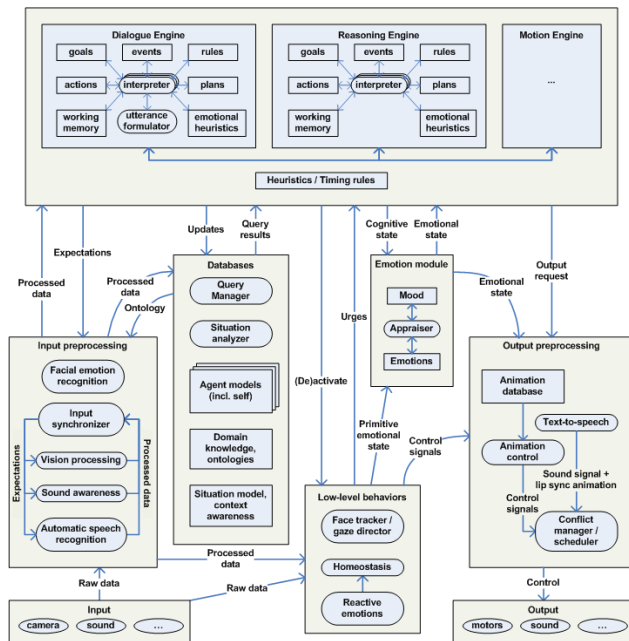 Dialogue Engine
goals
events
rules
actions
interpreter
plans
working
memory
utterance
formulator
emotional
heuristics
Reasoning Engine
goals
events
rules
actions
interpreter
plans
working
memory
emotional
heuristics
Motion Engine
...
Heuristics / Timing rules
Processed
data
Expectations
Processed
data
Ontology
Updates
Query
results
(De)activate
Urges
Cognitive
state
Emotional
state
Emotional
state
Output
request
Databases
Query
Manager
Situation
analyzer
Agent models
(incl. self)
Domain
knowledge,
ontologies
Situation model,
context
awareness
Emotion module
Mood
Appraiser
Emotions
Primitive
emotional
state
Control
signals
Input preprocessing
Facial emotion
recognition
Input
synchronizer
Vision processing
Sound awareness
Automatic speech
recognition
Expectations
Processed data
Output preprocessing
Animation
database
Text-to-speech
Animation
control
Sound signal +
lip sync animation
Control
signals
Conflict
manager /
scheduler
Low-level behaviors
Face tracker /
gaze director
Homeostasis
Reactive
emotions
Processed
data
Raw data
Raw data
Control
Input
camera
sound
...
Output
motors
sound
...